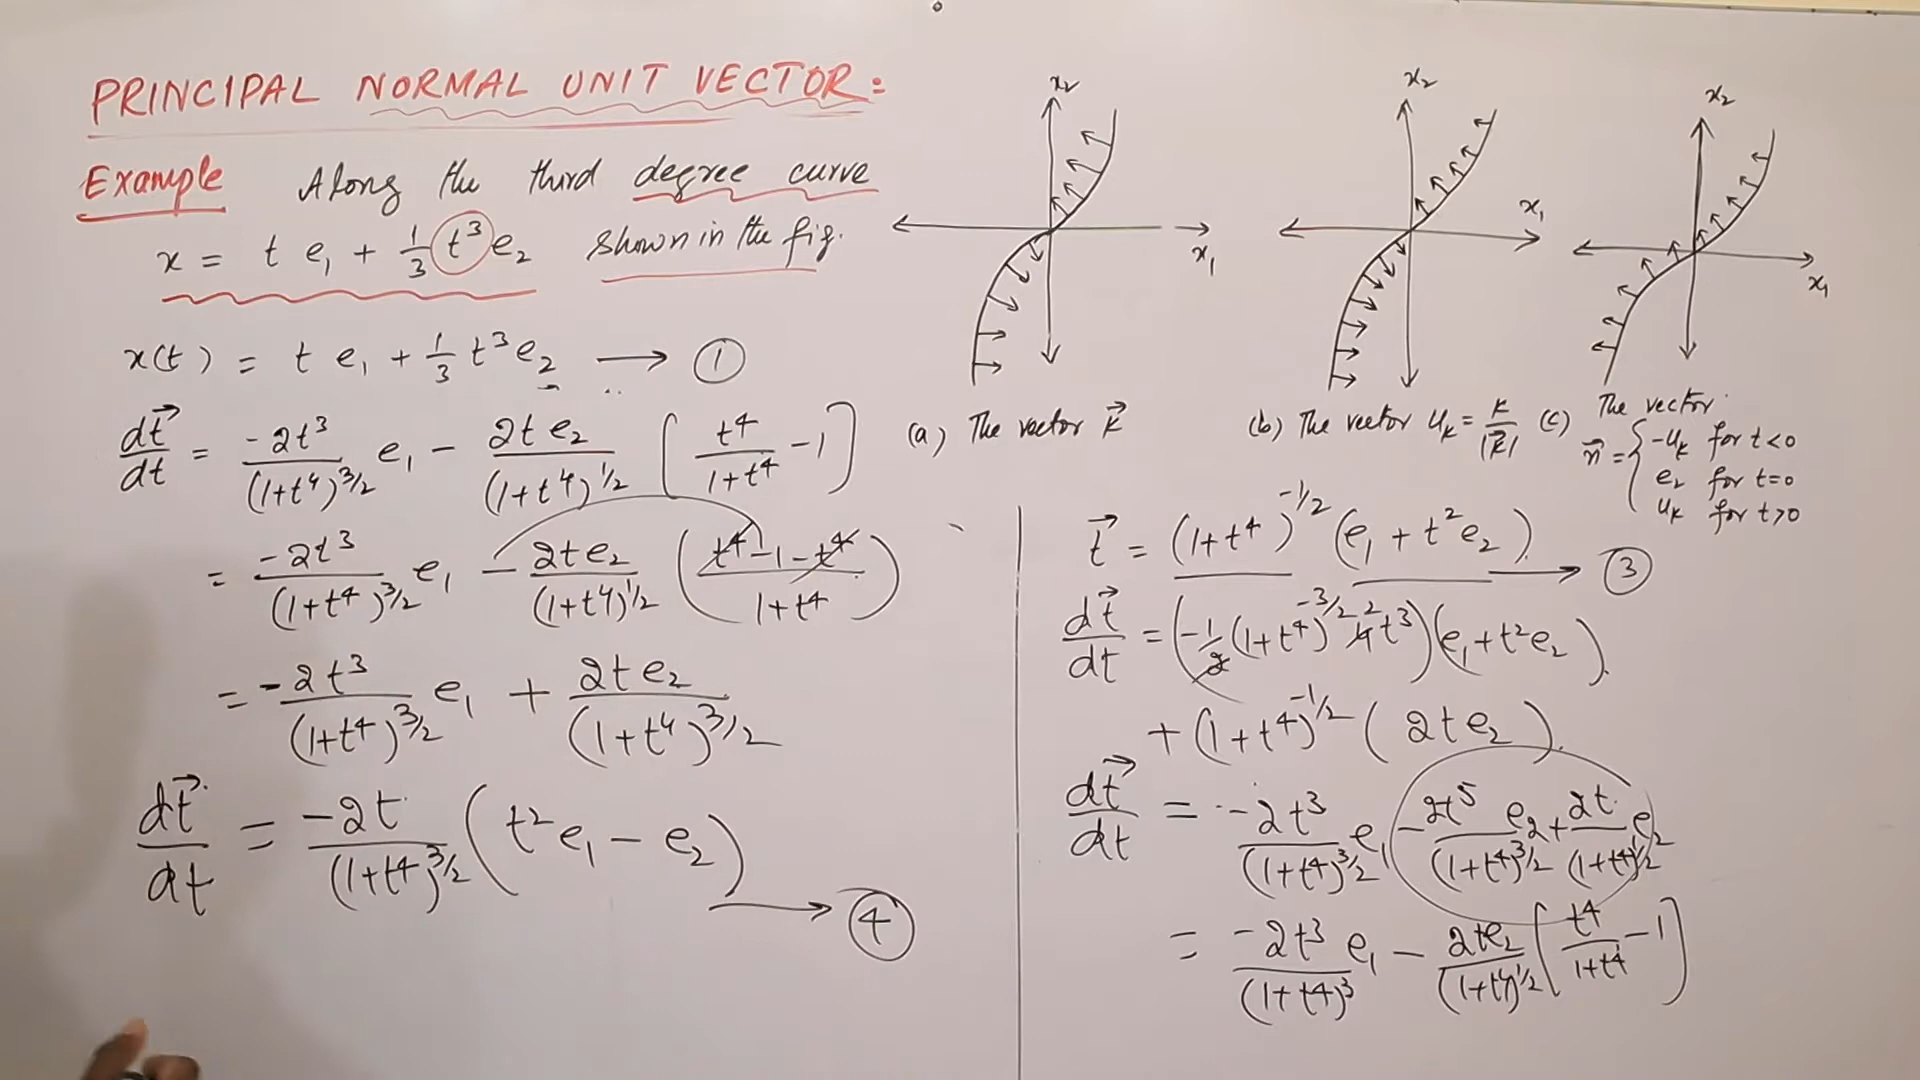 PRINCIPAL NORMAL UNIT VECTOR:
Example Along the third degree curve
x = t e₁ + 1/3 t³ e₂ shown in the fig.
x(t) = t e₁ + 1/3 t³ e₂ → ①
dt⃗/dt = -2t³/(1+t⁴)^3/2 e₁ - 2t e₂/(1+t⁴)^1/2 [t⁴/1+t⁴ - 1]
= -2t³/(1+t⁴)^3/2 e₁ - 2t e₂/(1+t⁴)^1/2 (t⁴-1-t⁴/1+t⁴)
= -2t³/(1+t⁴)^3/2 e₁ + 2t e₂/(1+t⁴)^3/2
dt⃗/dt = -2t/(1+t⁴)^3/2 (t² e₁ - e₂) → ④
x₂
x₁
(a) The vector k⃗
x₂
x₁
(b) The vector u_k = k/|k⃗|
x₂
x₁
(c) The vector
n⃗ = { -u_k for t<0
e₂ for t=0
u_k for t>0
t⃗ = (1+t⁴)^-1/2 (e₁ + t² e₂) → ③
dt⃗/dt = (-1/2 (1+t⁴)^-3/2 4² t³)(e₁ + t² e₂)
+ (1+t⁴)^-1/2 (2t e₂)
dt⃗/dt = -2t³/(1+t⁴)^3/2 e₁ - 2t⁵/(1+t⁴)^3/2 e₂ + 2t/(1+t⁴)^1/2 e₂
= -2t³/(1+t⁴)³ e₁ - 2t e₂/(1+t⁴)^1/2 [t⁴/1+t⁴ - 1]